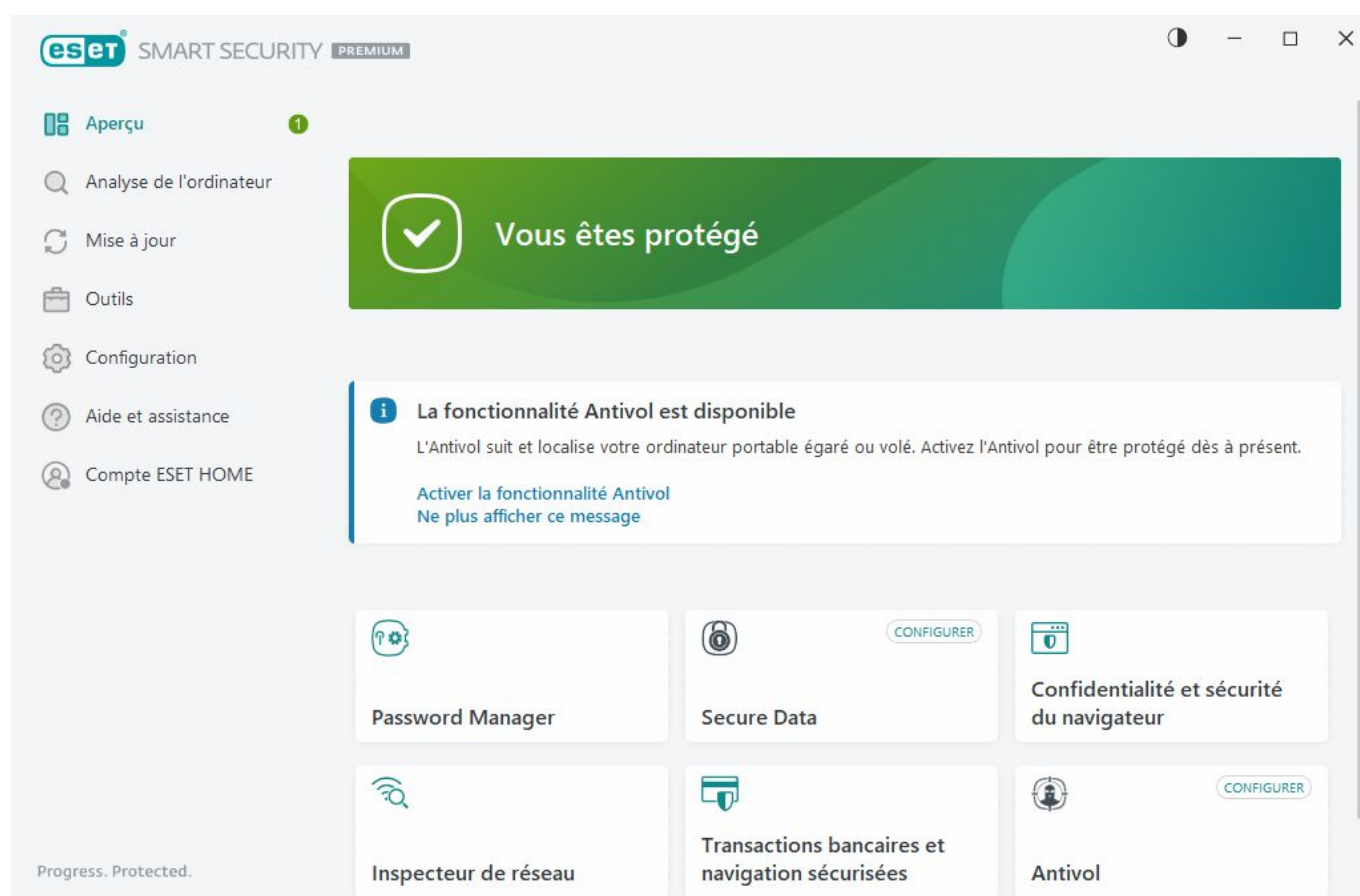 eset SMART SECURITY PREMIUM
Aperçu 1
Analyse de l'ordinateur
Mise à jour
Outils
Configuration
Aide et assistance
Compte ESET HOME
Vous êtes protégé
La fonctionnalité Antivol est disponible
L'Antivol suit et localise votre ordinateur portable égaré ou volé. Activez l'Antivol pour être protégé dès à présent.
Activer la fonctionnalité Antivol
Ne plus afficher ce message
Password Manager
CONFIGURER
Secure Data
Confidentialité et sécurité
du navigateur
Inspecteur de réseau
Transactions bancaires et
navigation sécurisées
CONFIGURER
Antivol
Progress. Protected.